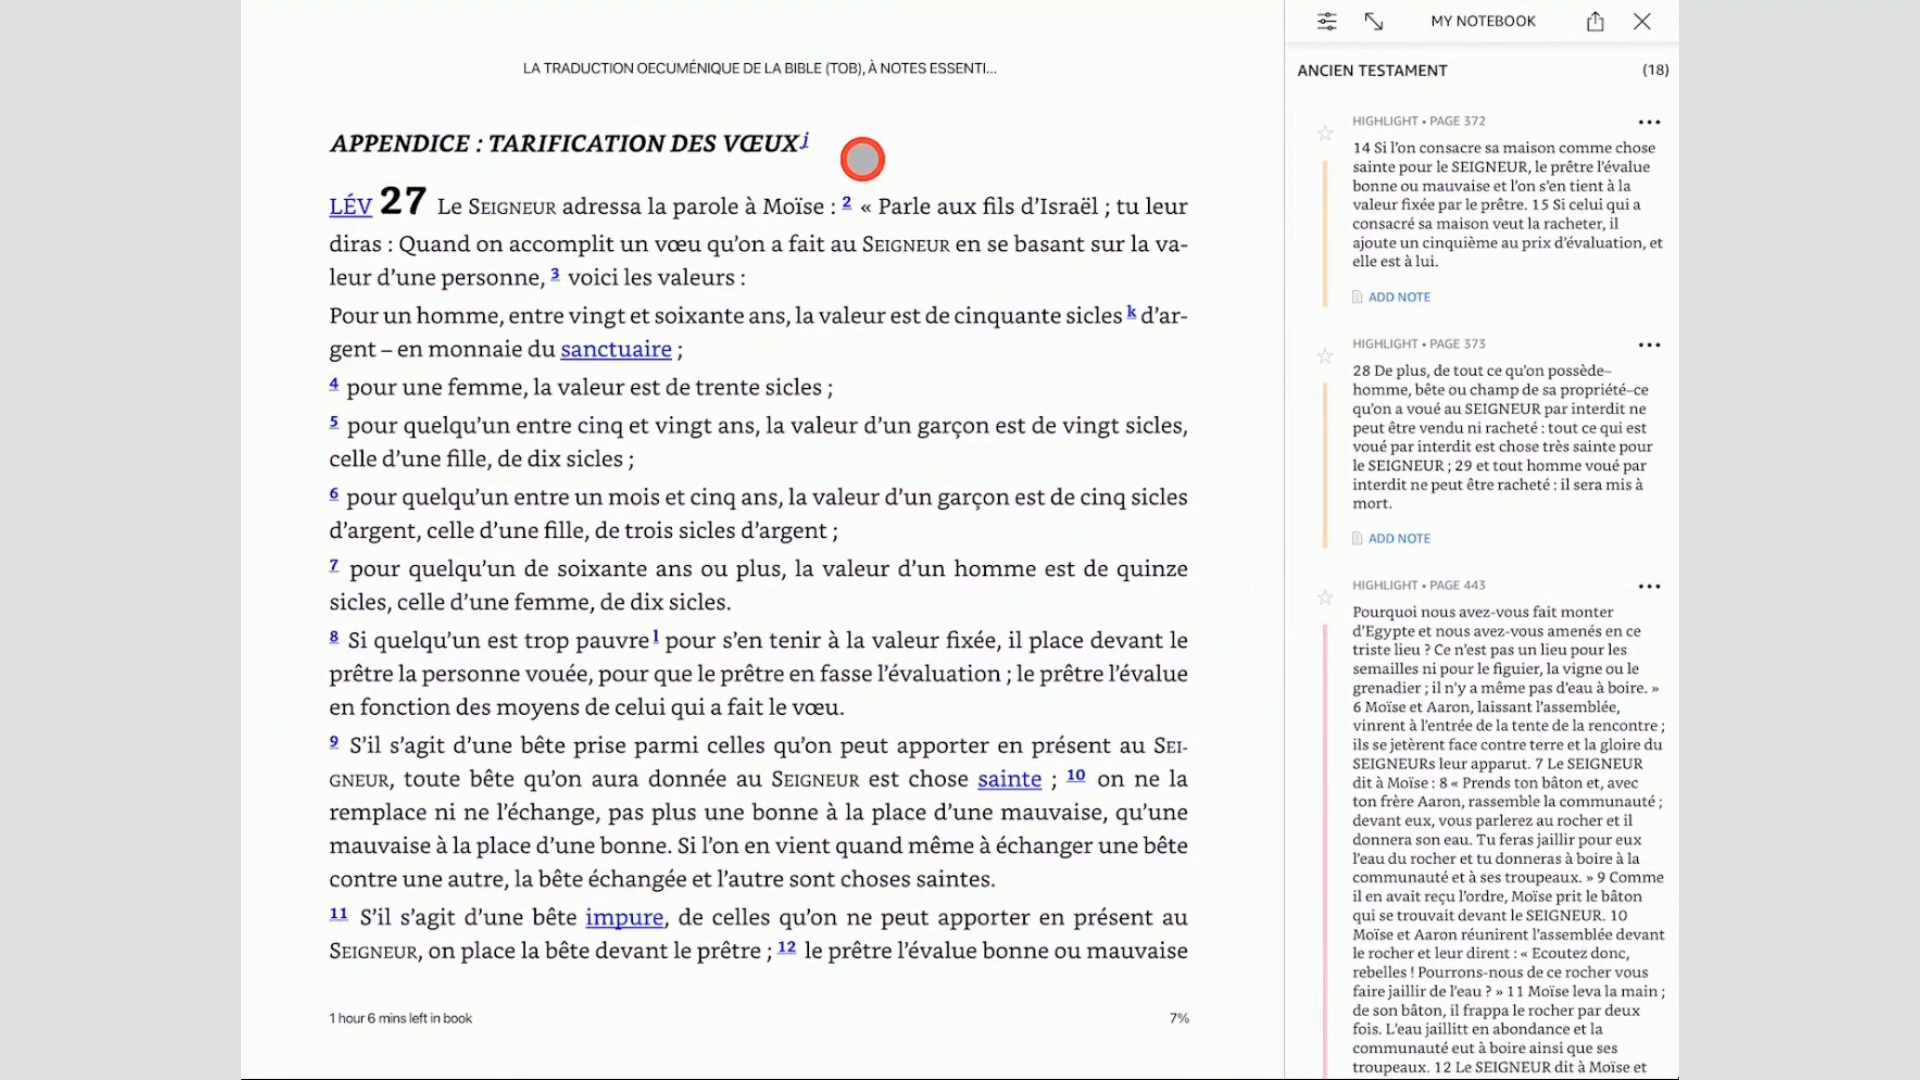 LA TRADUCTION OECUMÉNIQUE DE LA BIBLE (TOB), À NOTES ESSENTI...
APPENDICE : TARIFICATION DES VŒUX j
LÉV 27 Le SEIGNEUR adressa la parole à Moïse : 2 « Parle aux fils d’Israël ; tu leur
diras : Quand on accomplit un vœu qu’on a fait au SEIGNEUR en se basant sur la va-
leur d’une personne, 3 voici les valeurs :
Pour un homme, entre vingt et soixante ans, la valeur est de cinquante sicles k d’ar-
gent – en monnaie du sanctuaire ;
4 pour une femme, la valeur est de trente sicles ;
5 pour quelqu’un entre cinq et vingt ans, la valeur d’un garçon est de vingt sicles,
celle d’une fille, de dix sicles ;
6 pour quelqu’un entre un mois et cinq ans, la valeur d’un garçon est de cinq sicles
d’argent, celle d’une fille, de trois sicles d’argent ;
7 pour quelqu’un de soixante ans ou plus, la valeur d’un homme est de quinze
sicles, celle d’une femme, de dix sicles.
8 Si quelqu’un est trop pauvre l pour s’en tenir à la valeur fixée, il place devant le
prêtre la personne vouée, pour que le prêtre en fasse l’évaluation ; le prêtre l’évalue
en fonction des moyens de celui qui a fait le vœu.
9 S’il s’agit d’une bête prise parmi celles qu’on peut apporter en présent au SEI-
GNEUR, toute bête qu’on aura donnée au SEIGNEUR est chose sainte ; 10 on ne la
remplace ni ne l’échange, pas plus une bonne à la place d’une mauvaise, qu’une
mauvaise à la place d’une bonne. Si l’on en vient quand même à échanger une bête
contre une autre, la bête échangée et l’autre sont choses saintes.
11 S’il s’agit d’une bête impure, de celles qu’on ne peut apporter en présent au
SEIGNEUR, on place la bête devant le prêtre ; 12 le prêtre l’évalue bonne ou mauvaise
1 hour 6 mins left in book
7%
MY NOTEBOOK
ANCIEN TESTAMENT (18)
HIGHLIGHT • PAGE 372
14 Si l’on consacre sa maison comme chose
sainte pour le SEIGNEUR, le prêtre l’évalue
bonne ou mauvaise et l’on s’en tient à la
valeur fixée par le prêtre. 15 Si celui qui a
consacré sa maison veut la racheter, il
ajoute un cinquième au prix d’évaluation, et
elle est à lui.
ADD NOTE
HIGHLIGHT • PAGE 373
28 De plus, de tout ce qu’on possède–
homme, bête ou champ de sa propriété–ce
qu’on a voué au SEIGNEUR par interdit ne
peut être vendu ni racheté : tout ce qui est
voué par interdit est chose très sainte pour
le SEIGNEUR ; 29 et tout homme voué par
interdit ne peut être racheté : il sera mis à
mort.
ADD NOTE
HIGHLIGHT • PAGE 443
Pourquoi nous avez-vous fait monter
d’Egypte et nous avez-vous amenés en ce
triste lieu ? Ce n’est pas un lieu pour les
semailles ni pour le figuier, la vigne ou le
grenadier ; il n’y a même pas d’eau à boire. »
6 Moïse et Aaron, laissant l’assemblée,
vinrent à l’entrée de la tente de la rencontre ;
ils se jetèrent face contre terre et la gloire du
SEIGNEURs leur apparut. 7 Le SEIGNEUR
dit à Moïse : 8 « Prends ton bâton et, avec
ton frère Aaron, rassemble la communauté ;
devant eux, vous parlerez au rocher et il
donnera son eau. Tu feras jaillir pour eux
l’eau du rocher et tu donneras à boire à la
communauté et à ses troupeaux. » 9 Comme
il en avait reçu l’ordre, Moïse prit le bâton
qui se trouvait devant le SEIGNEUR. 10
Moïse et Aaron réunirent l’assemblée devant
le rocher et leur dirent : « Ecoutez donc,
rebelles ! Pourrons-nous de ce rocher vous
faire jaillir de l’eau ? » 11 Moïse leva la main ;
de son bâton, il frappa le rocher par deux
fois. L’eau jaillitt en abondance et la
communauté eut à boire ainsi que ses
troupeaux. 12 Le SEIGNEUR dit à Moïse et